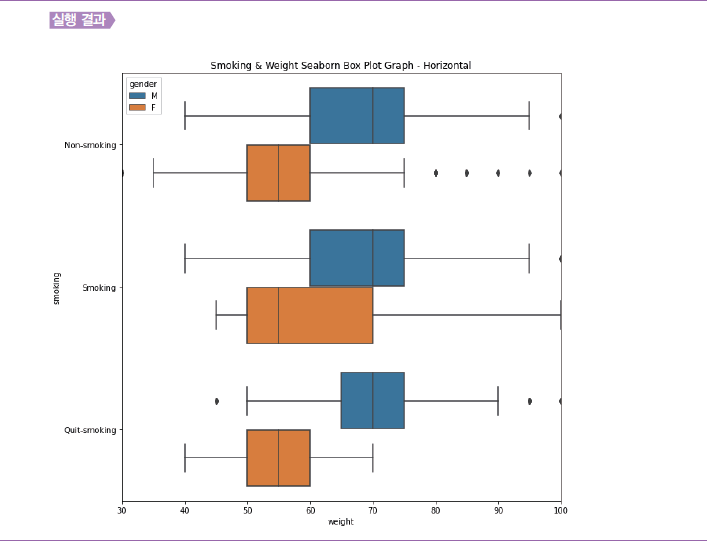 실행 결과
Smoking & Weight Seaborn Box Plot Graph - Horizontal
gender
M
F
Non-smoking
Smoking
Quit-smoking
smoking
30 40 50 60 70 80 90 100
weight